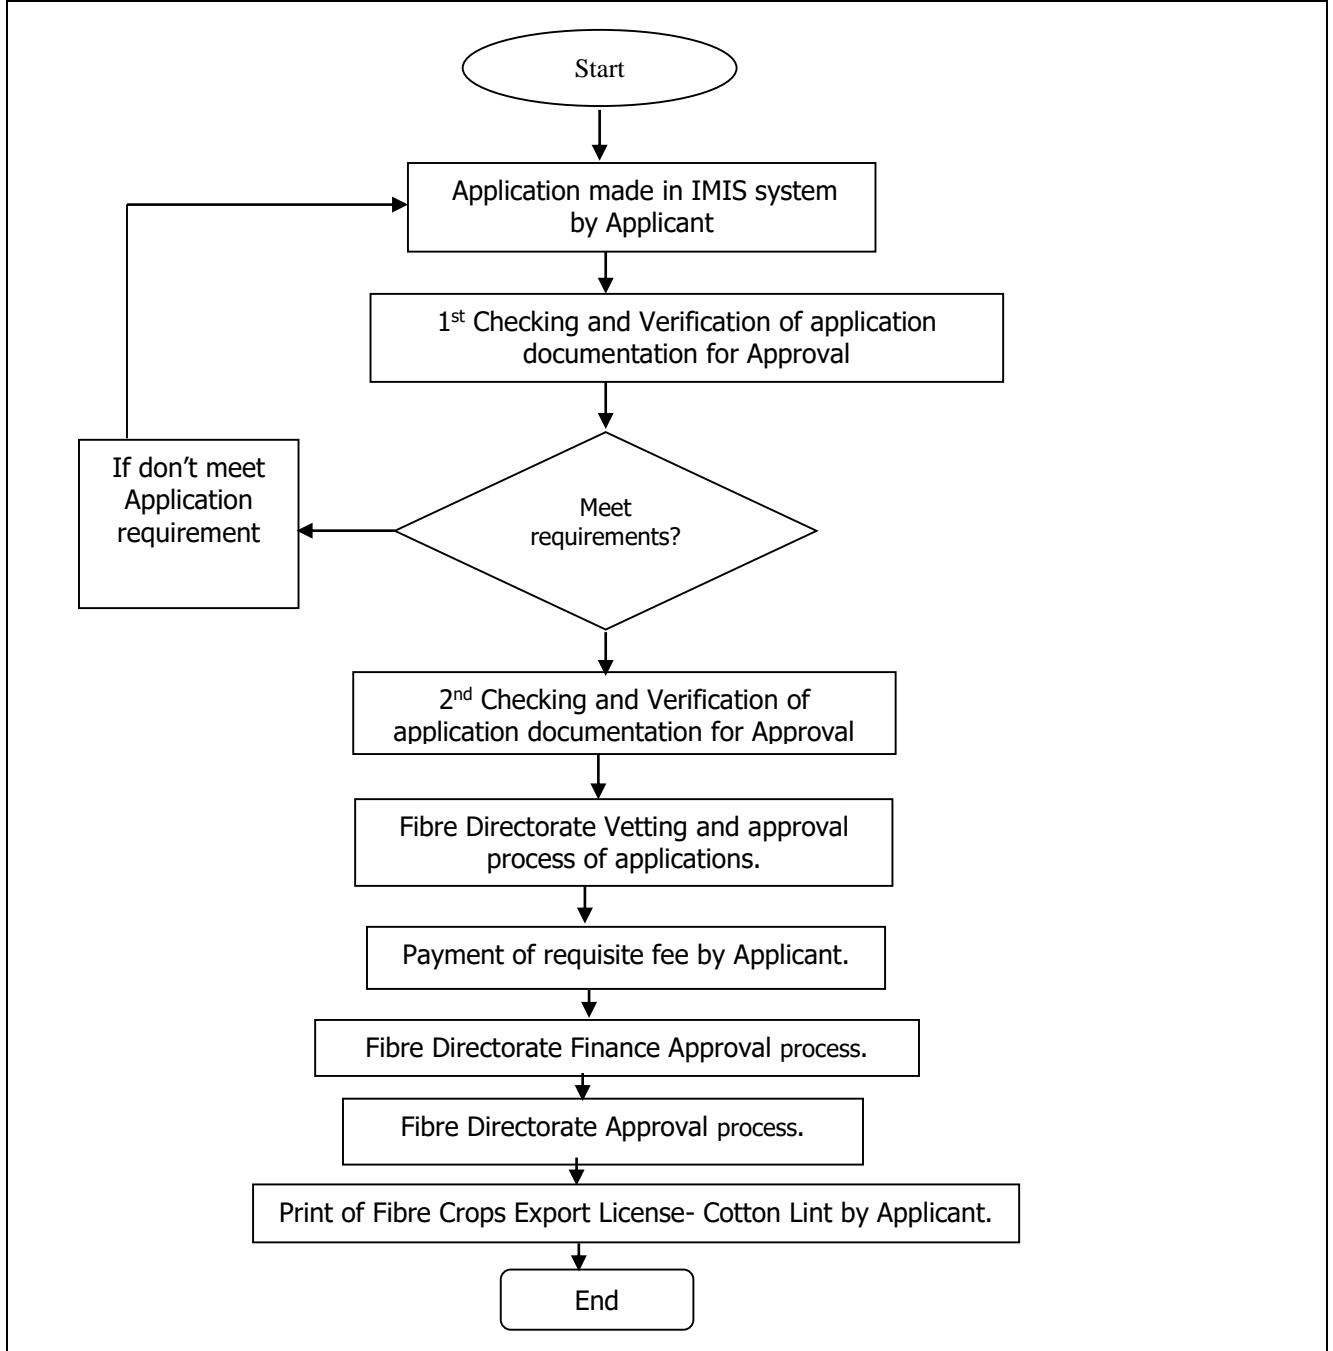 Start
Application made in IMIS system
by Applicant
1st Checking and Verification of application
documentation for Approval
If don’t meet
Application
requirement
Meet
requirements?
2nd Checking and Verification of
application documentation for Approval
Fibre Directorate Vetting and approval
process of applications.
Payment of requisite fee by Applicant.
Fibre Directorate Finance Approval process.
Fibre Directorate Approval process.
Print of Fibre Crops Export License- Cotton Lint by Applicant.
End